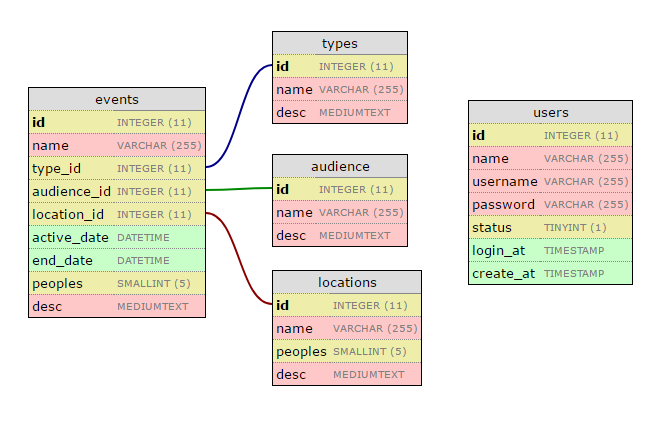 types
id INTEGER (11)
name VARCHAR (255)
desc MEDIUMTEXT
events
id INTEGER (11)
name VARCHAR (255)
type_id INTEGER (11)
audience_id INTEGER (11)
location_id INTEGER (11)
active_date DATETIME
end_date DATETIME
peoples SMALLINT (5)
desc MEDIUMTEXT
audience
id INTEGER (11)
name VARCHAR (255)
desc MEDIUMTEXT
locations
id INTEGER (11)
name VARCHAR (255)
peoples SMALLINT (5)
desc MEDIUMTEXT
users
id INTEGER (11)
name VARCHAR (255)
username VARCHAR (255)
password VARCHAR (255)
status TINYINT (1)
login_at TIMESTAMP
create_at TIMESTAMP